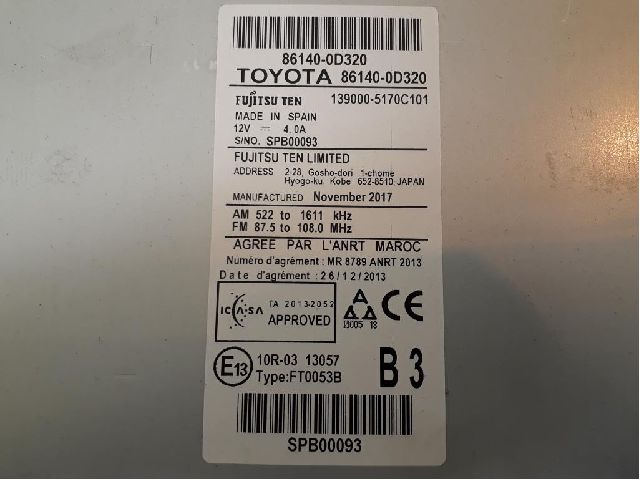 86140-0D320
TOYOTA 86140-0D320
FUJITSU TEN 139000-5170C101
MADE IN SPAIN
12V ⎓ 4.0A
S/NO. SPB00093
FUJITSU TEN LIMITED
ADDRESS 2-28, Gosho-dori 1-chome
Hyogo-ku, Kobe 652-8510 JAPAN
MANUFACTURED November 2017
AM 522 to 1611 kHz
FM 87.5 to 108.0 MHz
AGREE PAR L'ANRT MAROC
Numéro d'agrément : MR 8789 ANRT 2013
Date d'agrément : 26/12/2013
ICASA TA 2013-2052
APPROVED
CE
E13 10R-03 13057
Type:FT0053B
B 3
SPB00093